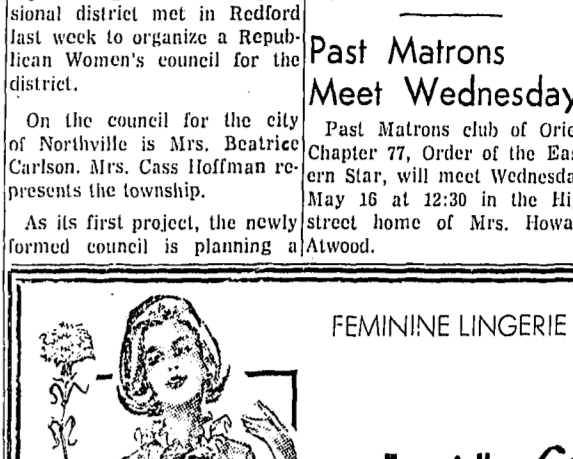 sional district met in Redford
last week to organize a Repub-
lican Women's council for the
district.
On the council for the city
of Northville is Mrs. Beatrice
Carlson. Mrs. Cass Hoffman re-
presents the township.
As its first project, the newly
formed council is planning a
Past Matrons
Meet Wednesday
Past Matrons club of Orie
Chapter 77, Order of the Eas
ern Star, will meet Wednesda
May 16 at 12:30 in the Hi
street home of Mrs. Howa
Atwood.
FEMININE LINGERIE